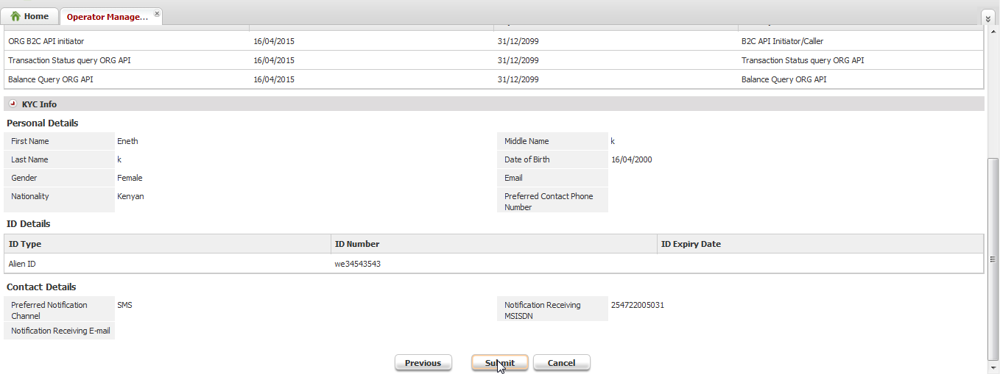 Home Operator Manage...
ORG B2C API initiator 16/04/2015 31/12/2099 B2C API Initiator/Caller
Transaction Status query ORG API 16/04/2015 31/12/2099 Transaction Status query ORG API
Balance Query ORG API 16/04/2015 31/12/2099 Balance Query ORG API
KYC Info
Personal Details
First Name Eneth Middle Name k
Last Name k Date of Birth 16/04/2000
Gender Female Email
Nationality Kenyan Preferred Contact Phone
Number
ID Details
ID Type ID Number ID Expiry Date
Alien ID we34543543
Contact Details
Preferred Notification SMS Notification Receiving 254722005031
Channel MSISDN
Notification Receiving E-mail
Previous Submit Cancel